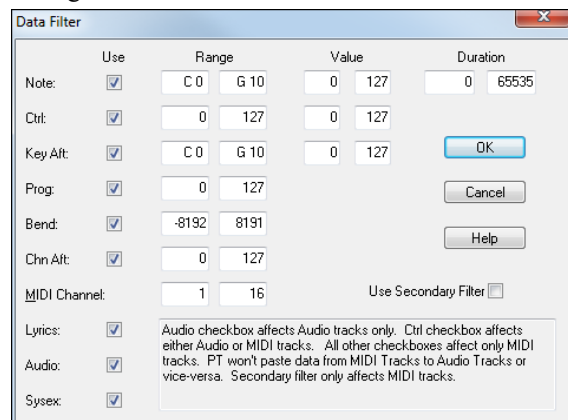 Data Filter
X
Use Range Value Duration
Note: C 0 G 10 0 127 0 65535
Ctrl: 0 127 0 127
Key Aft: C 0 G 10 0 127 OK
Prog: 0 127 Cancel
Bend: -8192 8191 Help
Chn Aft: 0 127
MIDI Channel: 1 16 Use Secondary Filter
Lyrics:
Audio:
Sysex:
Audio checkbox affects Audio tracks only. Ctrl checkbox affects
either Audio or MIDI tracks. All other checkboxes affect only MIDI
tracks. PT won't paste data from MIDI Tracks to Audio Tracks or
vice-versa. Secondary filter only affects MIDI tracks.